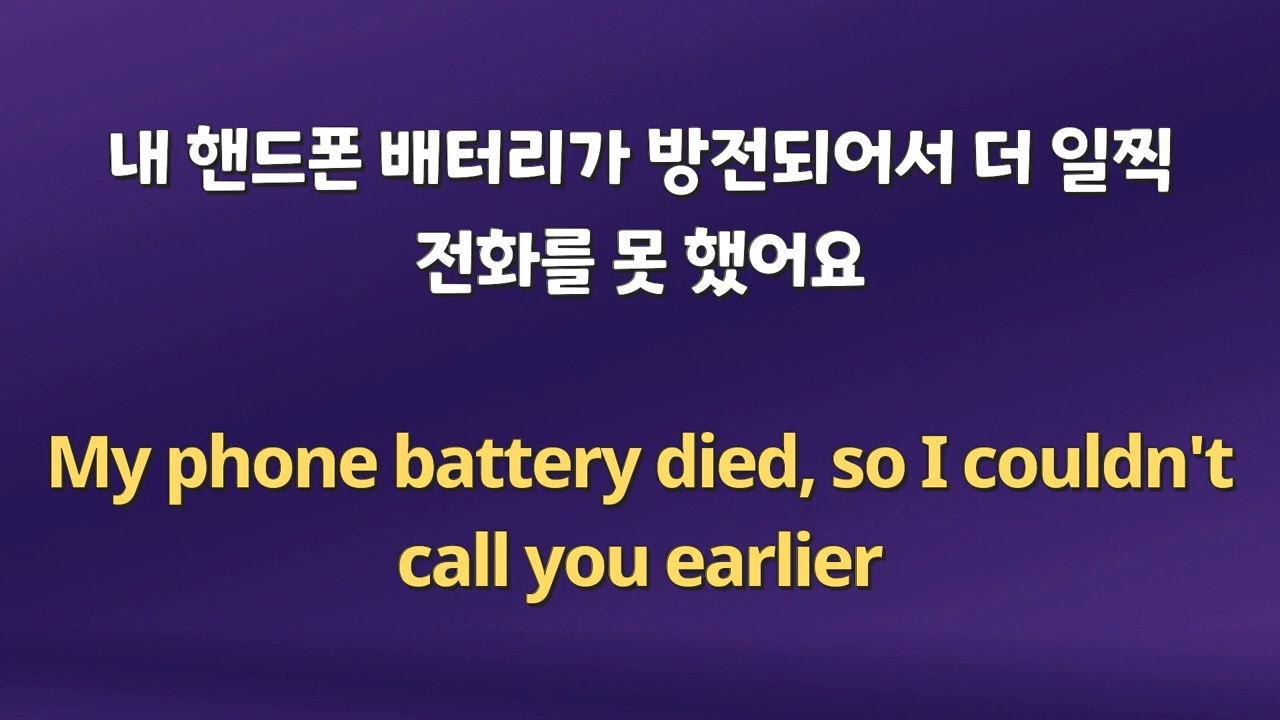 내 핸드폰 배터리가 방전되어서 더 일찍
전화를 못 했어요
My phone battery died, so I couldn't
call you earlier